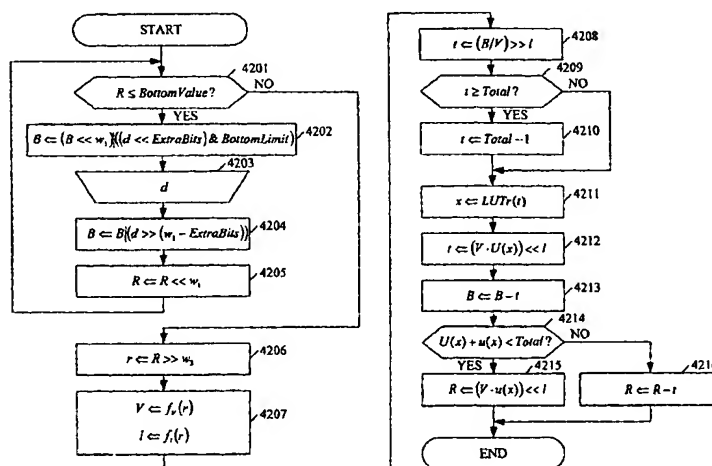 START
4201
R ≤ BottomValue?
NO
YES
4202
B ⇐ (B << w₁)|((d << ExtraBits) & BottomLimit)
4203
d
4204
B ⇐ B|(d >> (w₁ − ExtraBits))
4205
R ⇐ R << w₁
4206
r ⇐ R >> w₂
4207
V ⇐ fᵥ(r)
l ⇐ fₗ(r)
4208
t ⇐ (B/V) >> l
4209
t ≥ Total?
NO
YES
4210
t ⇐ Total − 1
4211
x ⇐ LUTr(t)
4212
t ⇐ (V · U(x)) << l
4213
B ⇐ B − t
4214
U(x) + u(x) < Total?
NO
YES
4215
R ⇐ (V · u(x)) << l
4216
R ⇐ R − t
END